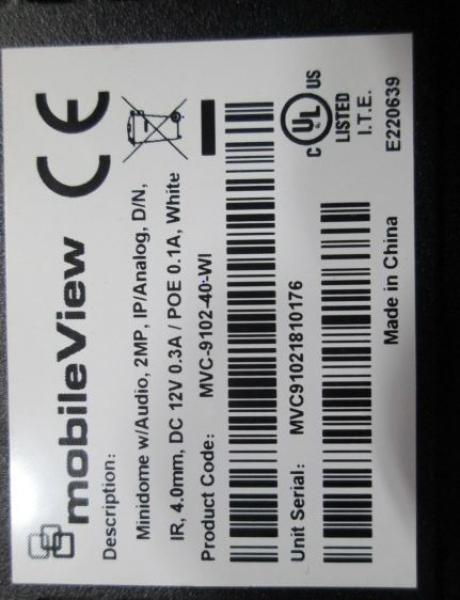 mobileView
CE
Description:
Minidome w/Audio, 2MP, IP/Analog, D/N,
IR, 4.0mm, DC 12V 0.3A / POE 0.1A, White
Product Code: MVC-9102-40-WI
Unit Serial: MVC91021810176
C UL US
LISTED
I.T.E.
E220639
Made in China